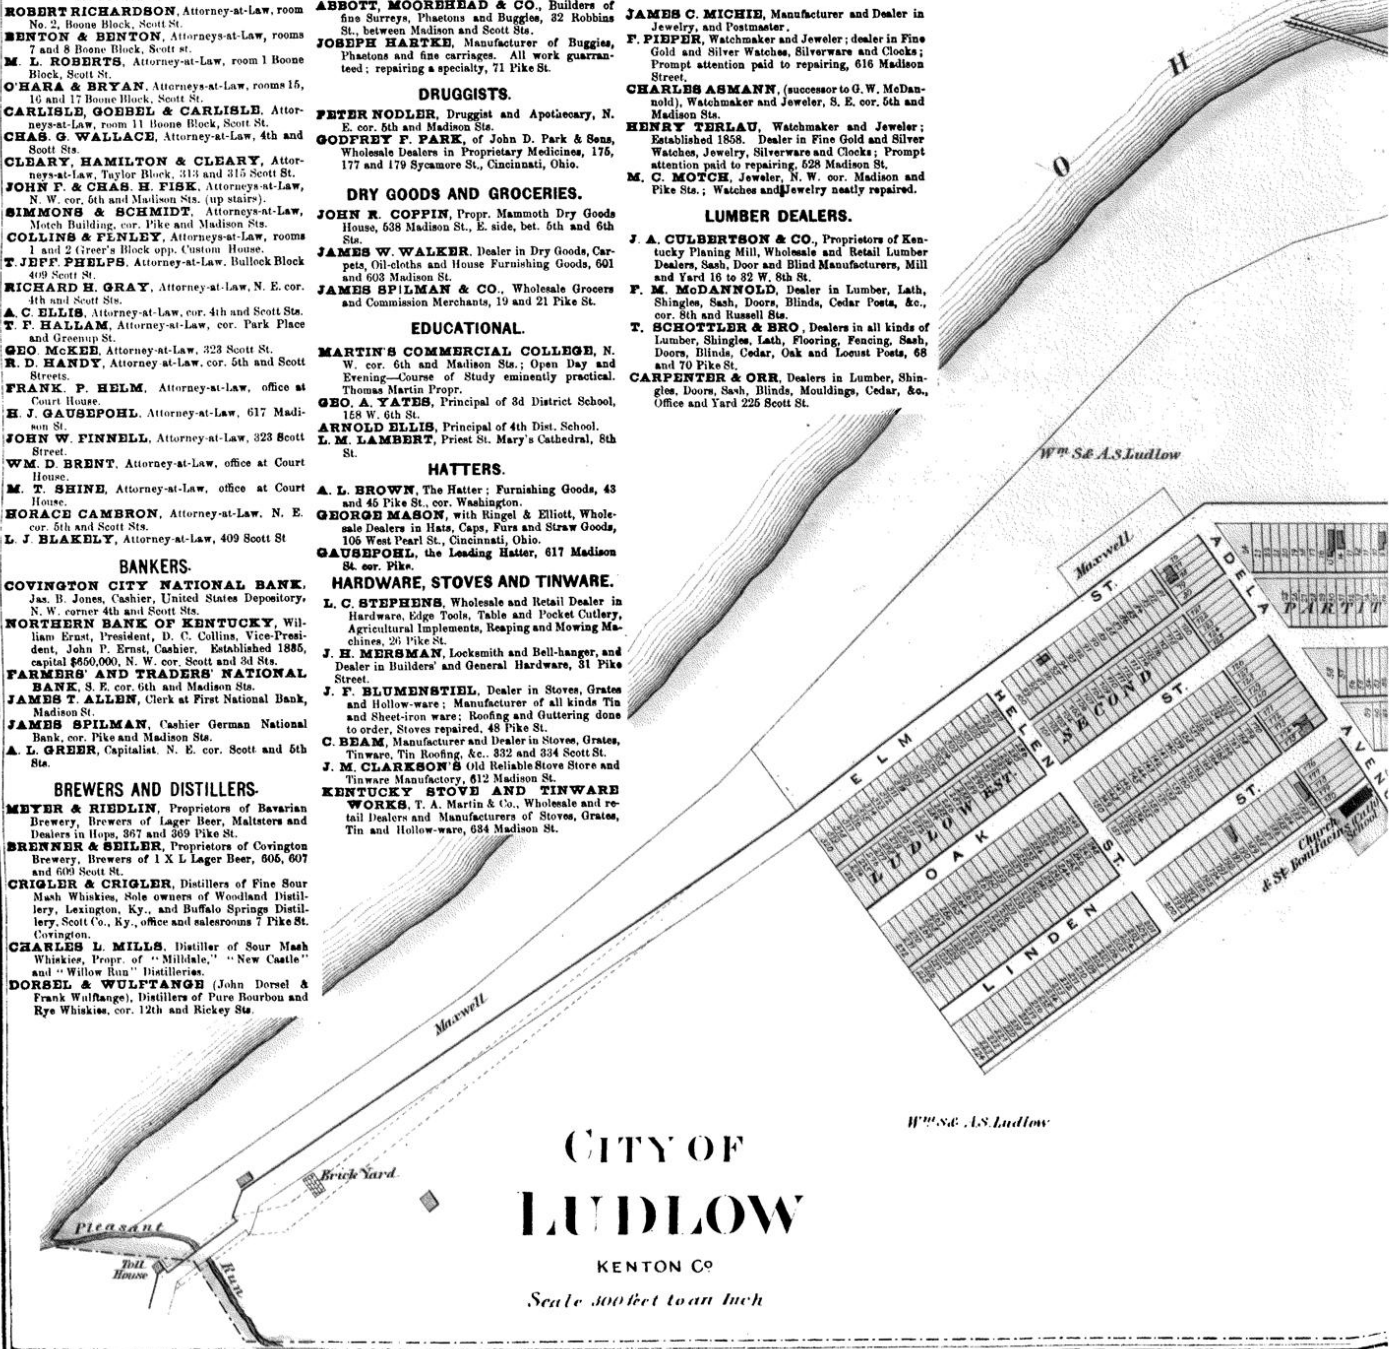 ROBERT RICHARDSON, Attorney-at-Law, room
No. 2, Boone Block, Scott St.
BENTON & BENTON, Attorneys-at-Law, rooms
7 and 8 Boone Block, Scott st.
M. L. ROBERTS, Attorney-at-Law, room 1 Boone
Block, Scott St.
O'HARA & BRYAN, Attorneys-at-Law, rooms 15,
16 and 17 Boone Block, Scott St.
CARLISLE, GOEBEL & CARLISLE, Attor-
neys-at-Law, room 11 Boone Block, Scott St.
CHAS. G. WALLACE, Attorney-at-Law, 4th and
Scott Sts.
CLEARY, HAMILTON & CLEARY, Attor-
neys-at-Law, Taylor Block, 313 and 315 Scott St.
JOHN F. & CHAS. H. FISK, Attorneys-at-Law,
N. W. cor. 5th and Madison Sts. (up stairs).
SIMMONS & SCHMIDT, Attorneys-at-Law,
Motch Building, cor. Pike and Madison Sts.
COLLINS & FENLEY, Attorneys-at-Law, rooms
1 and 2 Greer's Block opp. Custom House.
T. JEFF. PHELPS, Attorney-at-Law, Bullock Block
409 Scott St.
RICHARD H. GRAY, Attorney-at-Law, N. E. cor.
4th and Scott Sts.
A. C. ELLIS, Attorney-at-Law, cor. 4th and Scott Sts.
T. F. HALLAM, Attorney-at-Law, cor. Park Place
and Greenup St.
GEO. McKEE, Attorney-at-Law, 323 Scott St.
R. D. HANDY, Attorney-at-Law, cor. 5th and Scott
Streets.
FRANK. P. HELM, Attorney-at-Law, office at
Court House.
H. J. GAUSEPOHL, Attorney-at-Law, 617 Madi-
son St.
JOHN W. FINNELL, Attorney-at-Law, 323 Scott
Street.
WM. D. BRENT, Attorney-at-Law, office at Court
House.
M. T. SHINE, Attorney-at-Law, office at Court
House.
HORACE CAMBRON, Attorney-at-Law, N. E.
cor. 5th and Scott Sts.
L. J. BLAKELY, Attorney-at-Law, 409 Scott St
BANKERS.
COVINGTON CITY NATIONAL BANK,
Jas. B. Jones, Cashier, United States Depository,
N. W. corner 4th and Scott Sts.
NORTHERN BANK OF KENTUCKY, Wil-
liam Ernst, President, D. C. Collins, Vice-Presi-
dent, John P. Ernst, Cashier. Established 1835,
capital $650,000, N. W. cor. Scott and 3d Sts.
FARMERS' AND TRADERS' NATIONAL
BANK, S. E. cor. 6th and Madison Sts.
JAMES T. ALLEN, Clerk at First National Bank,
Madison St.
JAMES SPILMAN, Cashier German National
Bank, cor. Pike and Madison Sts.
A. L. GREER, Capitalist, N. E. cor. Scott and 5th
Sts.
BREWERS AND DISTILLERS.
MEYER & RIEDLIN, Proprietors of Bavarian
Brewery, Brewers of Lager Beer, Maltsters and
Dealers in Hops, 367 and 369 Pike St.
BRENNER & SEILER, Proprietors of Covington
Brewery, Brewers of 1 X L Lager Beer, 605, 607
and 609 Scott St.
CRIGLER & CRIGLER, Distillers of Fine Sour
Mash Whiskies, Sole owners of Woodland Distil-
lery, Lexington, Ky., and Buffalo Springs Distil-
lery, Scott Co., Ky., office and salesrooms 7 Pike St.
Covington.
CHARLES L. MILLS, Distiller of Sour Mash
Whiskies, Propr. of "Milldale," "New Castle"
and "Willow Run" Distilleries.
DORSEL & WULFTANGE (John Dorsel &
Frank Wulftange), Distillers of Pure Bourbon and
Rye Whiskies, cor. 12th and Rickey Sts.
ABBOTT, MOOREHEAD & CO., Builders of
fine Surreys, Phaetons and Buggies, 32 Robbins
St., between Madison and Scott Sts.
JOSEPH HARTKE, Manufacturer of Buggies,
Phaetons and fine carriages. All work guarran-
teed; repairing a specialty, 71 Pike St.
DRUGGISTS.
PETER NODLER, Druggist and Apothecary, N.
E. cor. 5th and Madison Sts.
GODFREY F. PARK, of John D. Park & Sons,
Wholesale Dealers in Proprietary Medicines, 175,
177 and 179 Sycamore St., Cincinnati, Ohio.
DRY GOODS AND GROCERIES.
JOHN R. COPPIN, Propr. Mammoth Dry Goods
House, 538 Madison St., E. side, bet. 5th and 6th
Sts.
JAMES W. WALKER, Dealer in Dry Goods, Car-
pets, Oil-cloths and House Furnishing Goods, 601
and 603 Madison St.
JAMES SPILMAN & CO., Wholesale Grocers
and Commission Merchants, 19 and 21 Pike St.
EDUCATIONAL.
MARTIN'S COMMERCIAL COLLEGE, N.
W. cor. 6th and Madison Sts.; Open Day and
Evening—Course of Study eminently practical.
Thomas Martin Propr.
GEO. A. YATES, Principal of 3d District School,
158 W. 6th St.
ARNOLD ELLIS, Principal of 4th Dist. School.
L. M. LAMBERT, Priest St. Mary's Cathedral, 8th
St.
HATTERS.
A. L. BROWN, The Hatter; Furnishing Goods, 43
and 45 Pike St., cor. Washington.
GEORGE MASON, with Ringel & Elliott, Whole-
sale Dealers in Hats, Caps, Furs and Straw Goods,
105 West Pearl St., Cincinnati, Ohio.
GAUSEPOHL, the Leading Hatter, 617 Madison
St. cor. Pike.
HARDWARE, STOVES AND TINWARE.
L. C. STEPHENS, Wholesale and Retail Dealer in
Hardware, Edge Tools, Table and Pocket Cutlery,
Agricultural Implements, Reaping and Mowing Ma-
chines, 26 Pike St.
J. H. MERSMAN, Locksmith and Bell-hanger, and
Dealer in Builders' and General Hardware, 31 Pike
Street.
J. F. BLUMENSTIEL, Dealer in Stoves, Grates
and Hollow-ware; Manufacturer of all kinds Tin
and Sheet-iron ware; Roofing and Guttering done
to order, Stoves repaired, 48 Pike St.
C. BEAM, Manufacturer and Dealer in Stoves, Grates,
Tinware, Tin Roofing, &c., 332 and 334 Scott St.
J. M. CLARKSON'S Old Reliable Stove Store and
Tinware Manufactory, 612 Madison St.
KENTUCKY STOVE AND TINWARE
WORKS, T. A. Martin & Co., Wholesale and re-
tail Dealers and Manufacturers of Stoves, Grates,
Tin and Hollow-ware, 634 Madison St.
JAMES C. MICHIE, Manufacturer and Dealer in
Jewelry, and Postmaster.
F. PIEPER, Watchmaker and Jeweler; dealer in Fine
Gold and Silver Watches, Silverware and Clocks;
Prompt attention paid to repairing, 616 Madison
Street.
CHARLES ASMANN, (successor to G. W. McDan-
nold), Watchmaker and Jeweler, S. E. cor. 5th and
Madison Sts.
HENRY TERLAU, Watchmaker and Jeweler;
Established 1858. Dealer in Fine Gold and Silver
Watches, Jewelry, Silverware and Clocks; Prompt
attention paid to repairing, 528 Madison St.
M. C. MOTCH, Jeweler, N. W. cor. Madison and
Pike Sts.; Watches and Jewelry neatly repaired.
LUMBER DEALERS.
J. A. CULBERTSON & CO., Proprietors of Ken-
tucky Planing Mill, Wholesale and Retail Lumber
Dealers, Sash, Door and Blind Manufacturers, Mill
and Yard 16 to 32 W. 8th St.
F. M. McDANNOLD, Dealer in Lumber, Lath,
Shingles, Sash, Doors, Blinds, Cedar Posts, &c.,
cor. 8th and Russell Sts.
T. SCHOTTLER & BRO, Dealers in all kinds of
Lumber, Shingles, Lath, Flooring, Fencing, Sash,
Doors, Blinds, Cedar, Oak and Locust Posts, 68
and 70 Pike St.
CARPENTER & ORR, Dealers in Lumber, Shin-
gles, Doors, Sash, Blinds, Mouldings, Cedar, &c.,
Office and Yard 225 Scott St.
O H
Wm S & A.S. Ludlow
Maxwell
ADELA AVEN
PARTIT
ELM ST.
HELEN ST.
SECOND
LUDLOW EST.
OAK ST.
LINDEN ST.
Church
& St Bonifacius Cath
School
Maxwell
Wm S & A.S. Ludlow
Brick Yard
Pleasant Run
Toll
House
CITY OF
LUDLOW
KENTON Co
Scale 300 feet to an Inch